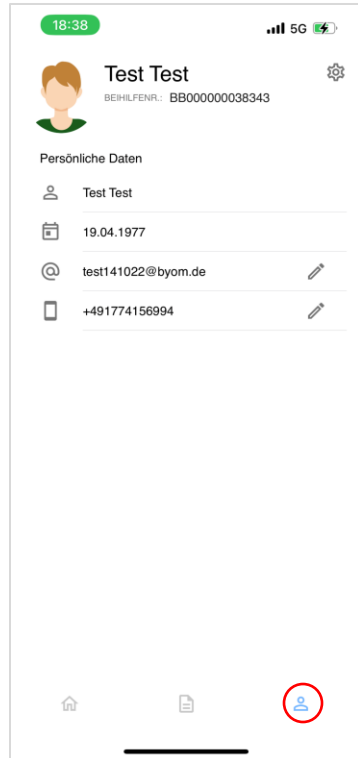 18:38 5G
Test Test
BEIHILFENR.: BB000000038343
Persönliche Daten
Test Test
19.04.1977
test141022@byom.de
+491774156994